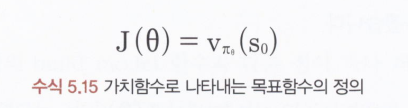 J(θ) = v_{π_θ}(s₀)
수식 5.15 가치함수로 나타내는 목표함수의 정의